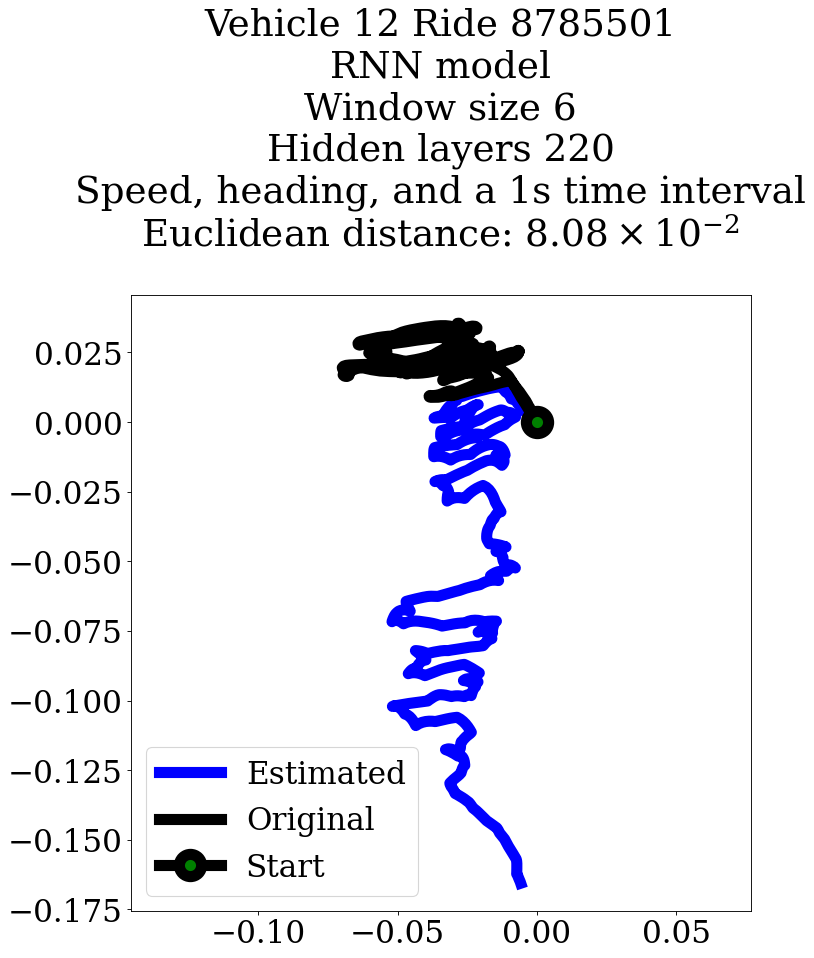 Vehicle 12 Ride 8785501
RNN model
Window size 6
Hidden layers 220
Speed, heading, and a 1s time interval
Euclidean distance: 8.08 × 10⁻²
0.025
0.000
−0.025
−0.050
−0.075
−0.100
−0.125
−0.150
−0.175
Estimated
Original
Start
−0.10 −0.05 0.00 0.05